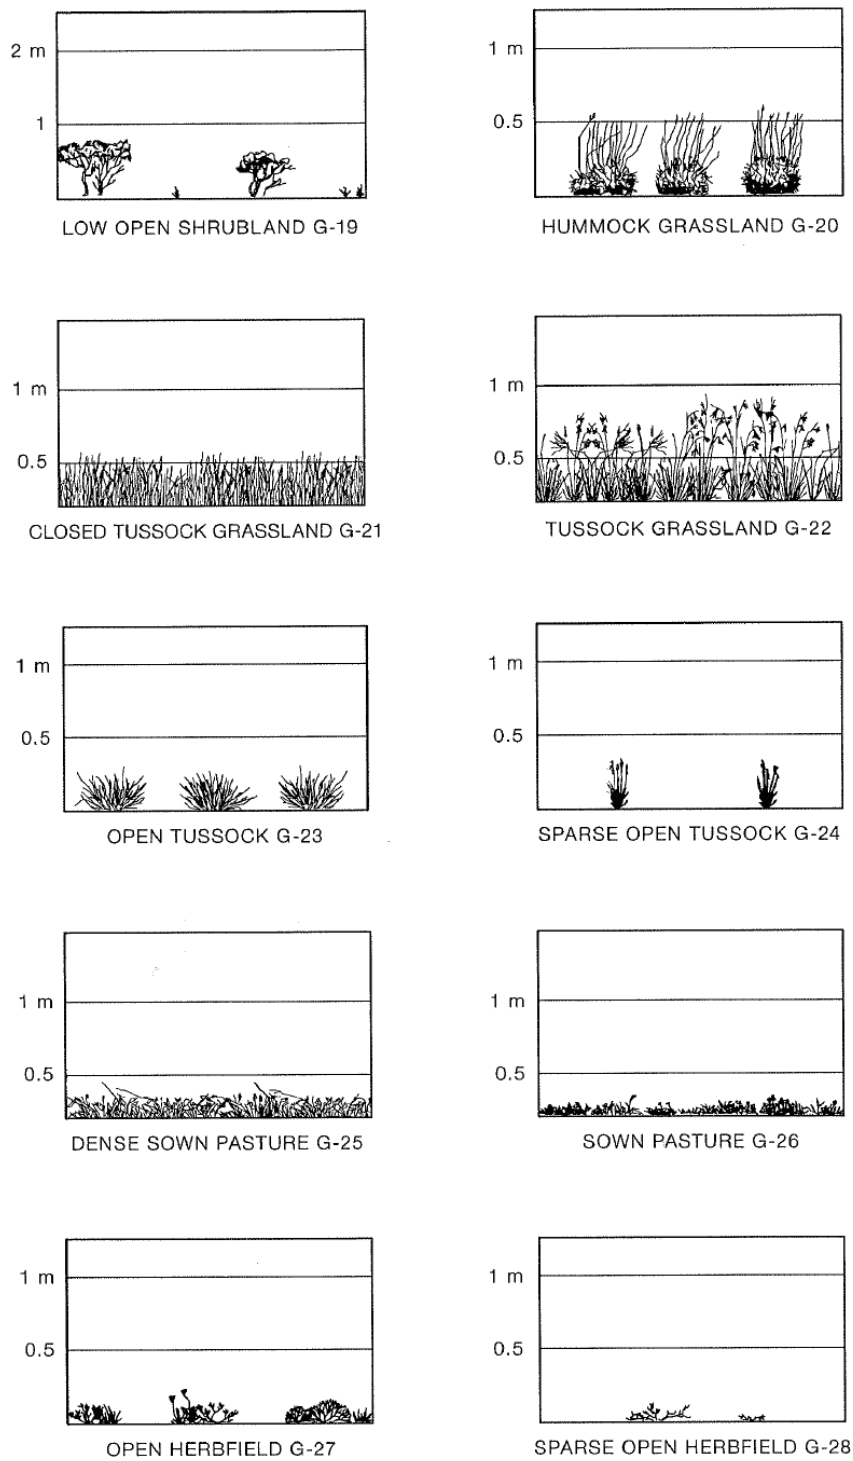 2 m
1
LOW OPEN SHRUBLAND G-19
1 m
0.5
HUMMOCK GRASSLAND G-20
1 m
0.5
CLOSED TUSSOCK GRASSLAND G-21
1 m
0.5
TUSSOCK GRASSLAND G-22
1 m
0.5
OPEN TUSSOCK G-23
1 m
0.5
SPARSE OPEN TUSSOCK G-24
1 m
0.5
DENSE SOWN PASTURE G-25
1 m
0.5
SOWN PASTURE G-26
1 m
0.5
OPEN HERBFIELD G-27
1 m
0.5
SPARSE OPEN HERBFIELD G-28